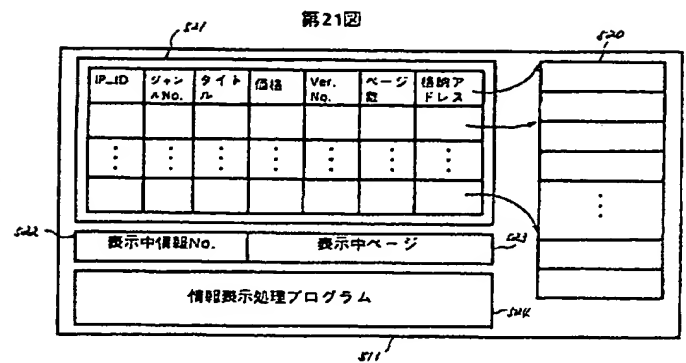 第21図
521
520
IP_ID ジャンルNo. タイトル 価格 Ver. No. ページ数 格納アドレス
522
表示中情報No. 表示中ページ
523
情報表示処理プログラム
524
511